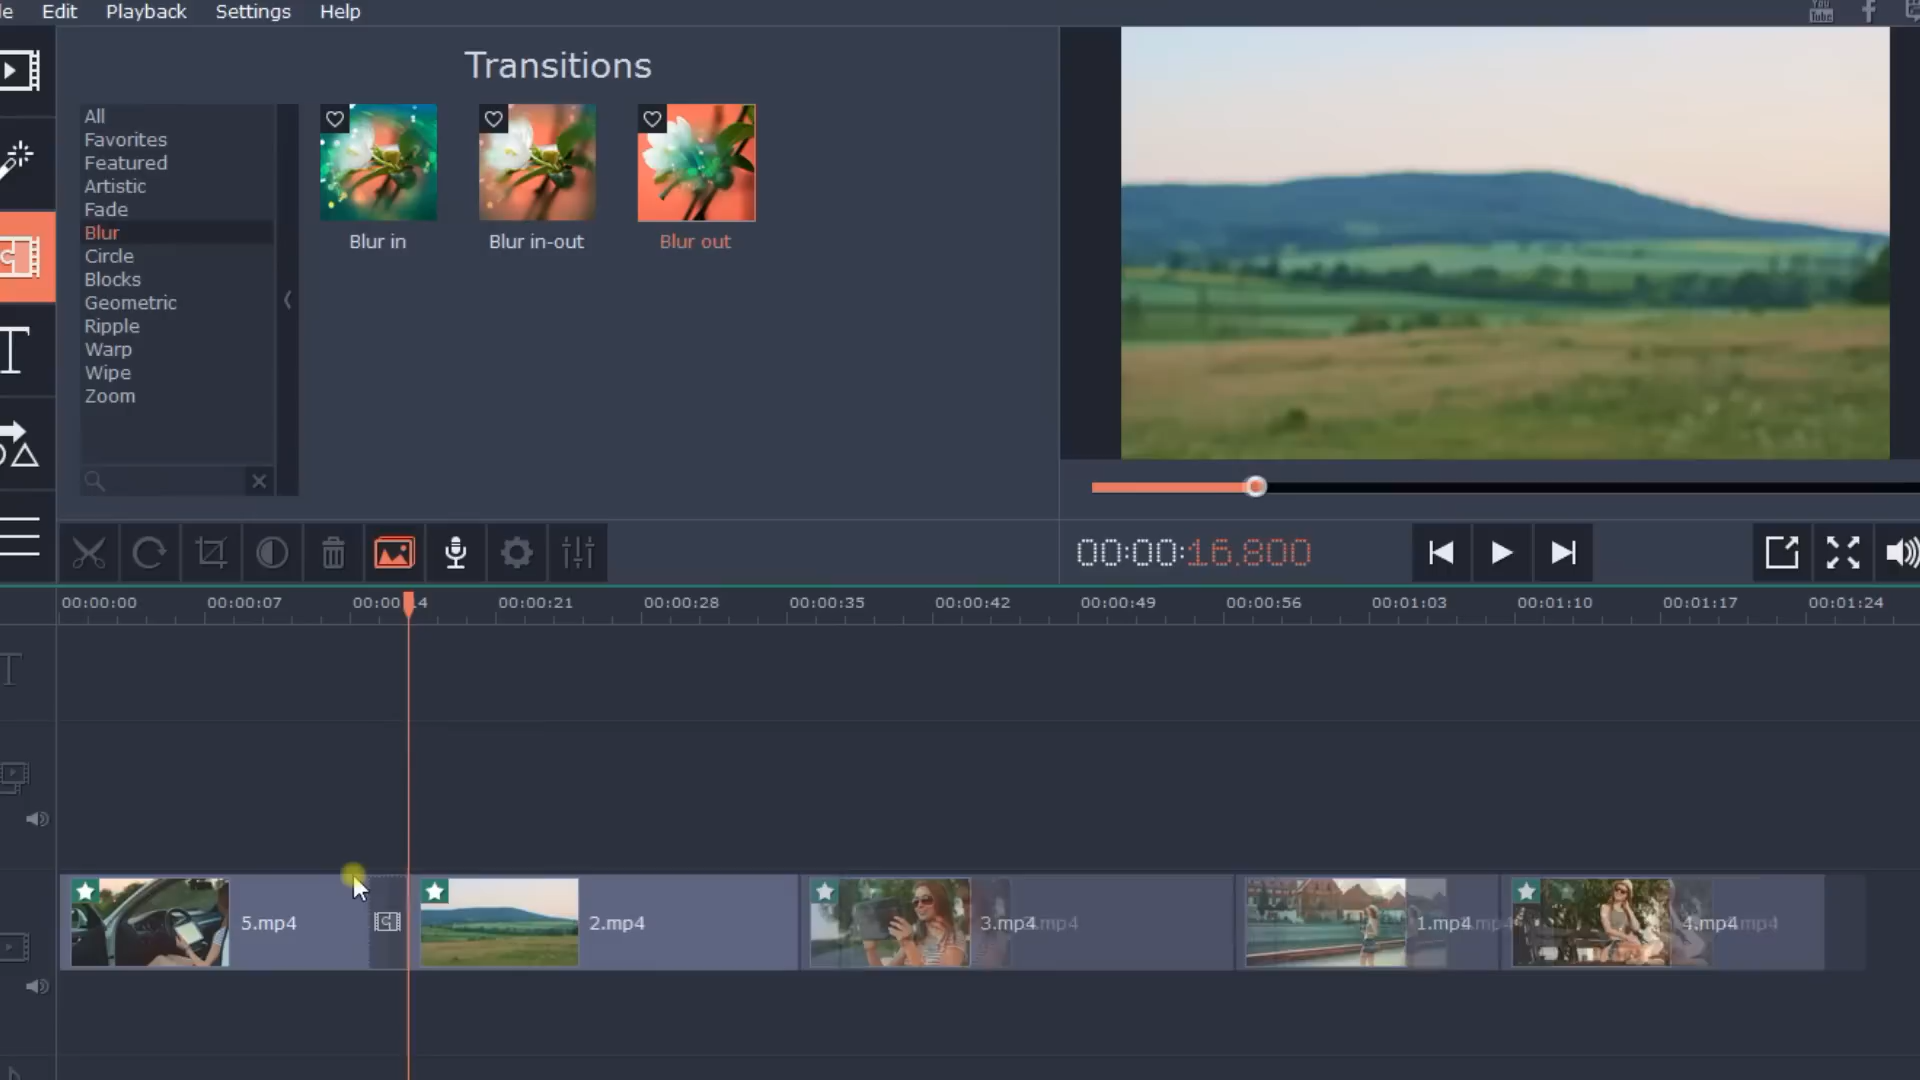 le Edit Playback Settings Help
You
Tube
Transitions
All
Favorites
Featured
Artistic
Fade
Blur
Circle
Blocks
Geometric
Ripple
Warp
Wipe
Zoom
Blur in
Blur in-out
Blur out
00:00:16.800
00:00:00 00:00:07 00:00:14 00:00:21 00:00:28 00:00:35 00:00:42 00:00:49 00:00:56 00:01:03 00:01:10 00:01:17 00:01:24
5.mp4
2.mp4
3.mp4
1.mp4
4.mp4